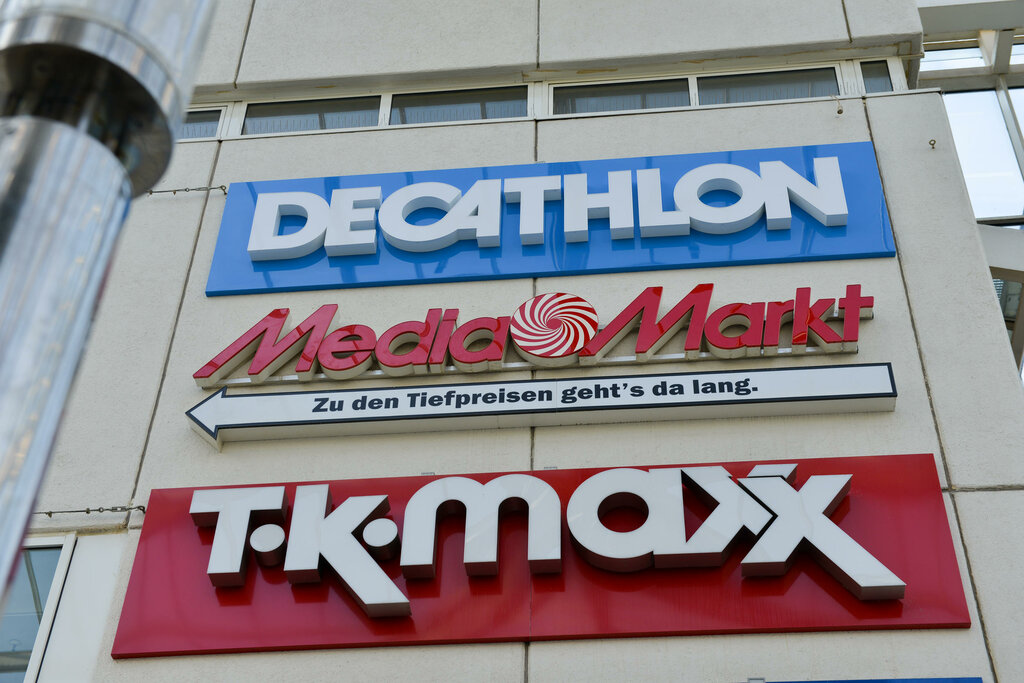 DECATHLON
MediaMarkt
Zu den Tiefpreisen geht's da lang.
T·K·maxx